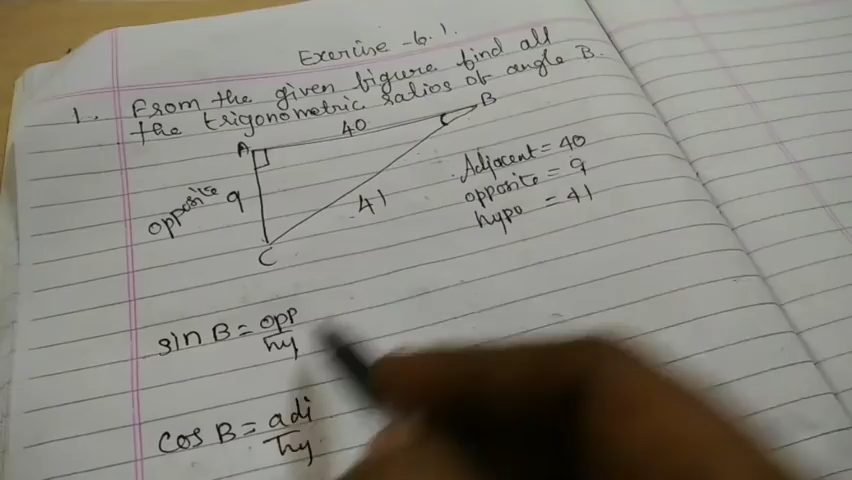 Exercise - 6.1.
1. From the given figure find all
the trigonometric ratios of angle B.
A
40
B
opposite 9
41
C
Adjacent = 40
opposite = 9
hypo = 41
sin B = opp/hy
cos B = adi/hy